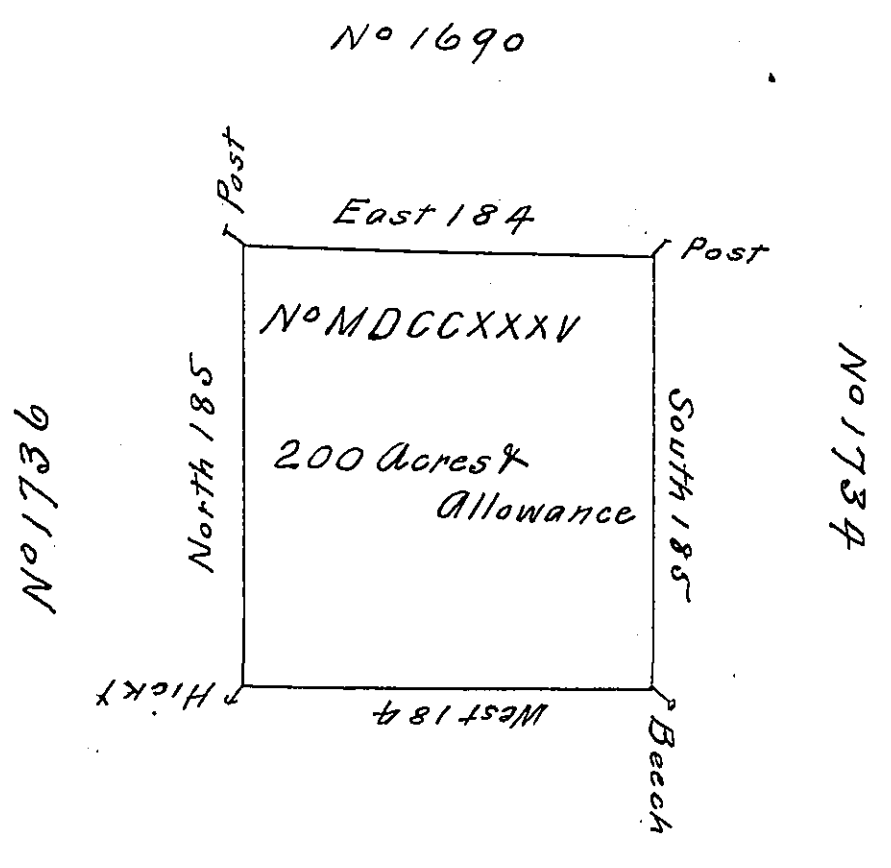 No 1690
Post
East 184
Post
No MDCCXXXV
North 185
South 185
No 1736
No 1734
200 Acres &
Allowance
Hicky
West 184
Beech